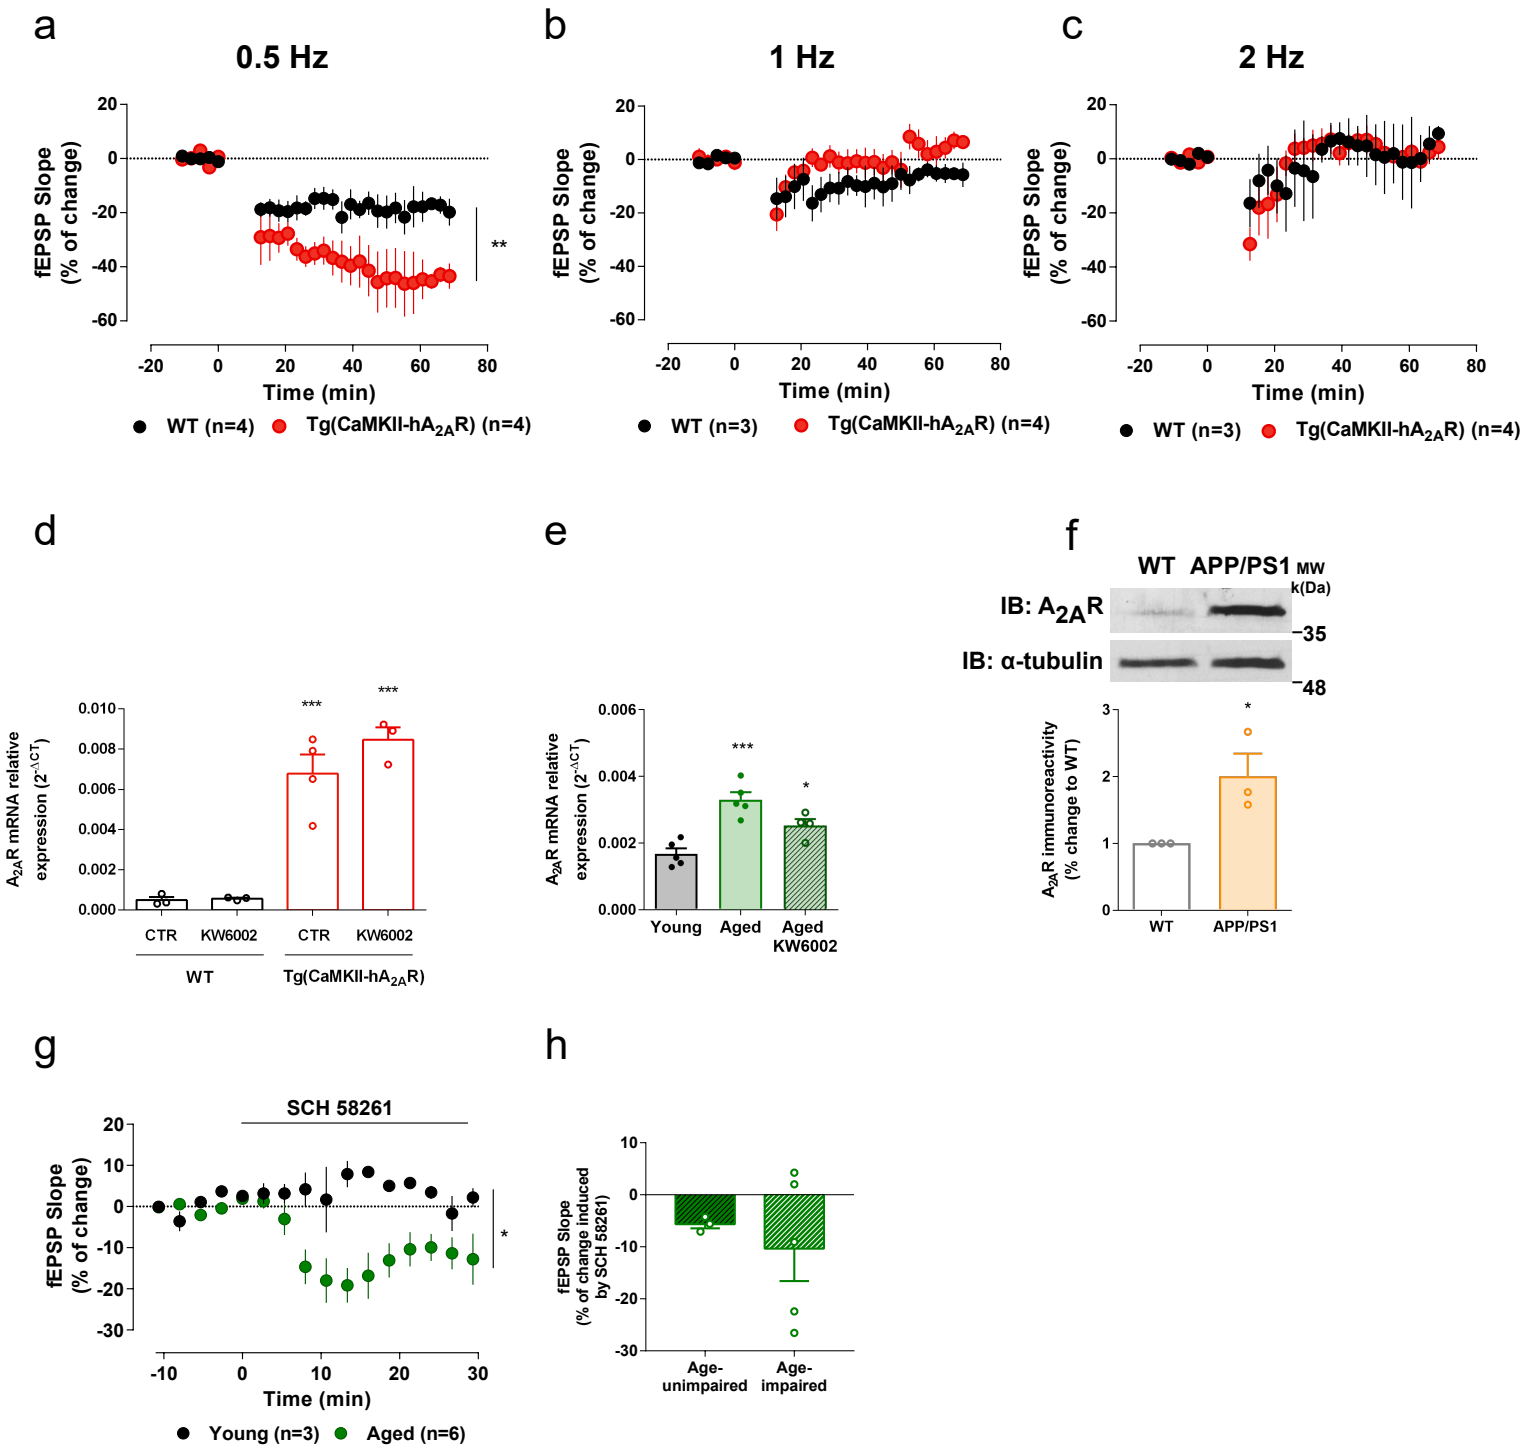 a
0.5 Hz
fEPSP Slope
(% of change)
20
0
-20
-40
-60
**
-20 0 20 40 60 80
Time (min)
WT (n=4) Tg(CaMKII-hA2AR) (n=4)
b
1 Hz
fEPSP Slope
(% of change)
20
0
-20
-40
-60
-20 0 20 40 60 80
Time (min)
WT (n=3) Tg(CaMKII-hA2AR) (n=4)
c
2 Hz
fEPSP Slope
(% of change)
20
0
-20
-40
-60
-20 0 20 40 60 80
Time (min)
WT (n=3) Tg(CaMKII-hA2AR) (n=4)
d
A2AR mRNA relative
expression (2-ΔCT)
0.010
0.008
0.006
0.004
0.002
0.000
*** ***
CTR KW6002 CTR KW6002
WT Tg(CaMKII-hA2AR)
e
A2AR mRNA relative
expression (2-ΔCT)
0.006
0.004
0.002
0.000
*** *
Young Aged Aged
KW6002
f
WT APP/PS1 MW
k(Da)
IB: A2AR
35
IB: α-tubulin
48
A2AR immunoreactivity
(% change to WT)
3
2
1
0
*
WT APP/PS1
g
SCH 58261
fEPSP Slope
(% of change)
20
10
0
-10
-20
-30
*
-10 0 10 20 30
Time (min)
Young (n=3) Aged (n=6)
h
fEPSP Slope
(% of change induced
by SCH 58261)
10
0
-10
-20
-30
Age- Age-
unimpaired impaired